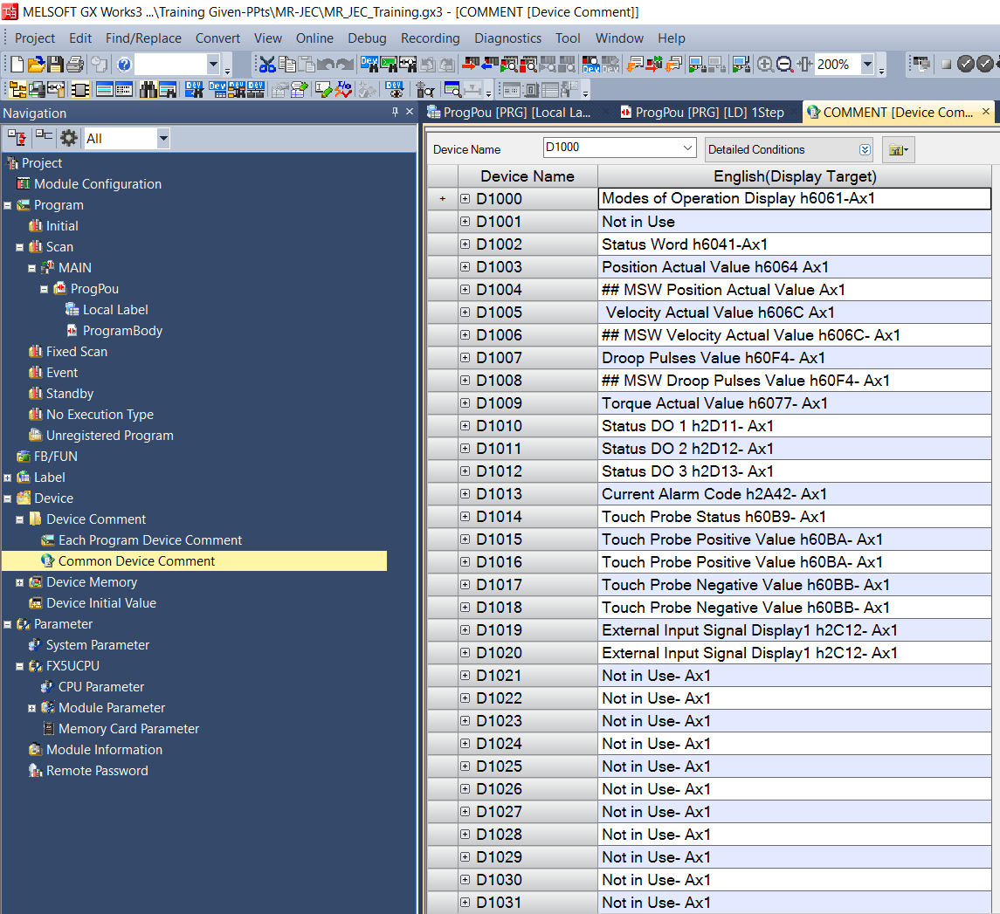 MELSOFT GX Works3 ...\Training Given-PPts\MR-JEC\MR_JEC_Training.gx3 - [COMMENT [Device Comment]]
Project Edit Find/Replace Convert View Online Debug Recording Diagnostics Tool Window Help
200%
Navigation
ProgPou [PRG] [Local La...
ProgPou [PRG] [LD] 1Step
COMMENT [Device Com...
All
Project
Module Configuration
Program
Initial
Scan
MAIN
ProgPou
Local Label
ProgramBody
Fixed Scan
Event
Standby
No Execution Type
Unregistered Program
FB/FUN
Label
Device
Device Comment
Each Program Device Comment
Common Device Comment
Device Memory
Device Initial Value
Parameter
System Parameter
FX5UCPU
CPU Parameter
Module Parameter
Memory Card Parameter
Module Information
Remote Password
Device Name D1000 Detailed Conditions
Device Name English(Display Target)
D1000 Modes of Operation Display h6061-Ax1
D1001 Not in Use
D1002 Status Word h6041-Ax1
D1003 Position Actual Value h6064 Ax1
D1004 ## MSW Position Actual Value Ax1
D1005 Velocity Actual Value h606C Ax1
D1006 ## MSW Velocity Actual Value h606C- Ax1
D1007 Droop Pulses Value h60F4- Ax1
D1008 ## MSW Droop Pulses Value h60F4- Ax1
D1009 Torque Actual Value h6077- Ax1
D1010 Status DO 1 h2D11- Ax1
D1011 Status DO 2 h2D12- Ax1
D1012 Status DO 3 h2D13- Ax1
D1013 Current Alarm Code h2A42- Ax1
D1014 Touch Probe Status h60B9- Ax1
D1015 Touch Probe Positive Value h60BA- Ax1
D1016 Touch Probe Positive Value h60BA- Ax1
D1017 Touch Probe Negative Value h60BB- Ax1
D1018 Touch Probe Negative Value h60BB- Ax1
D1019 External Input Signal Display1 h2C12- Ax1
D1020 External Input Signal Display1 h2C12- Ax1
D1021 Not in Use- Ax1
D1022 Not in Use- Ax1
D1023 Not in Use- Ax1
D1024 Not in Use- Ax1
D1025 Not in Use- Ax1
D1026 Not in Use- Ax1
D1027 Not in Use- Ax1
D1028 Not in Use- Ax1
D1029 Not in Use- Ax1
D1030 Not in Use- Ax1
D1031 Not in Use- Ax1